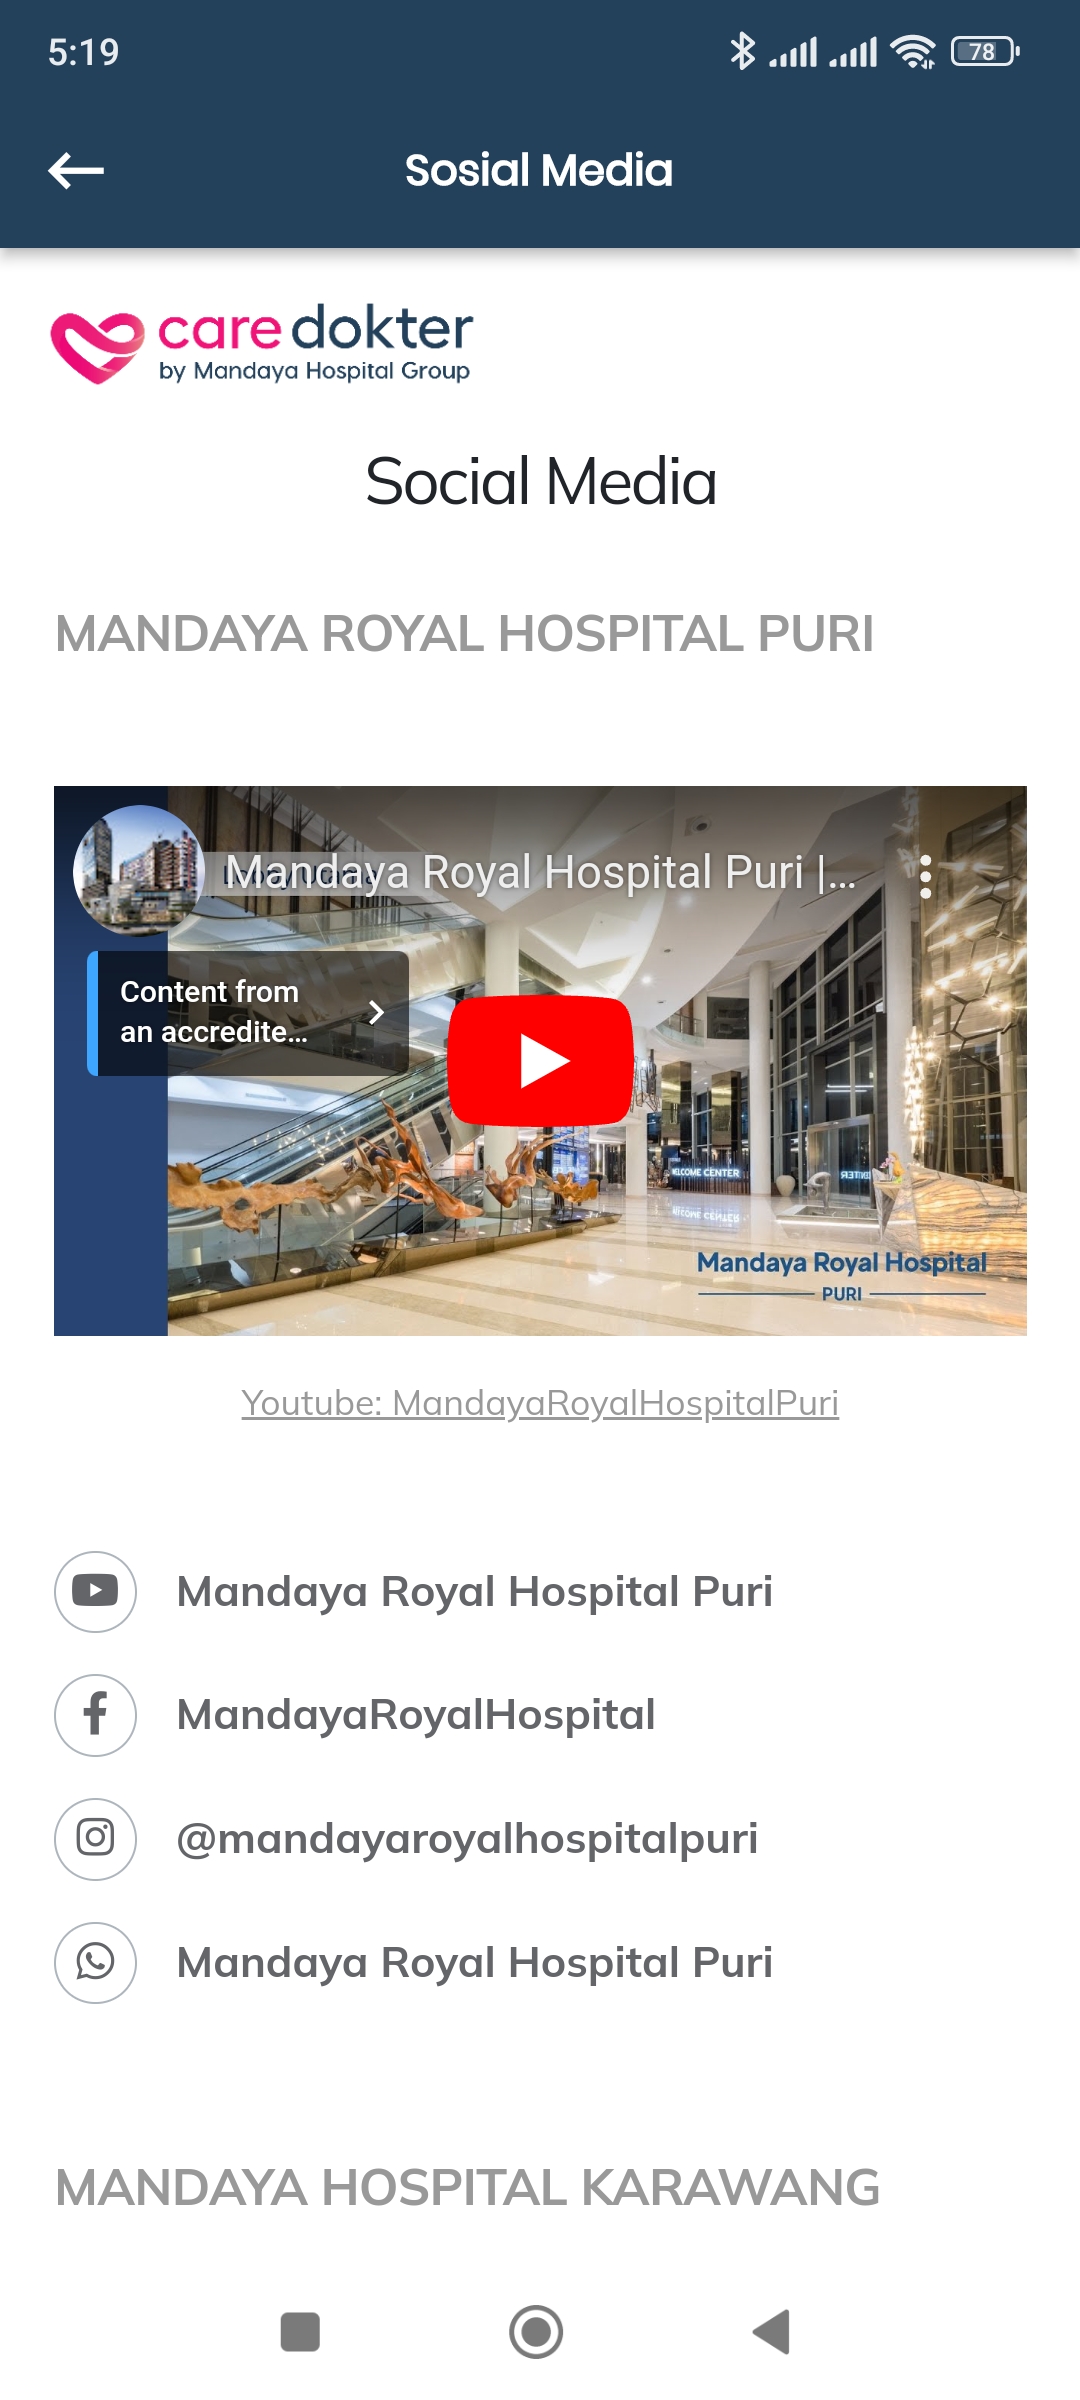 5:19
78
Sosial Media
care dokter
by Mandaya Hospital Group
Social Media
MANDAYA ROYAL HOSPITAL PURI
Mandaya Royal Hospital Puri |...
Lobby Utama
Content from
an accredite...
WELCOME CENTER
Mandaya Royal Hospital
PURI
Youtube: MandayaRoyalHospitalPuri
Mandaya Royal Hospital Puri
MandayaRoyalHospital
@mandayaroyalhospitalpuri
Mandaya Royal Hospital Puri
MANDAYA HOSPITAL KARAWANG